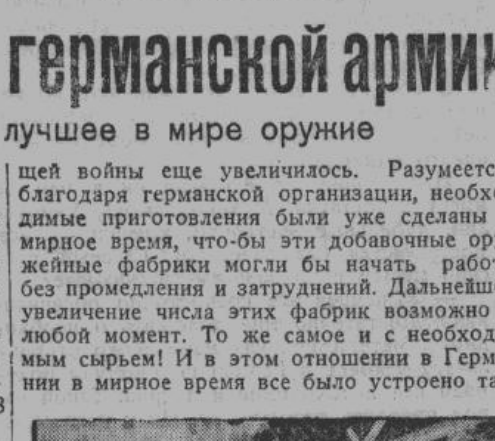 германской арми
лучшее в мире оружие
щей войны еще увеличилось. Разумеетс
благодаря германской организации, необхо
димые приготовления были уже сделаны
мирное время, что-бы эти добавочные ор
жейные фабрики могли бы начать рабо
без промедления и затруднений. Дальнейш
увеличение числа этих фабрик возможно
любой момент. То же самое и с необход
мым сырьем! И в этом отношении в Герм
нии в мирное время все было устроено та